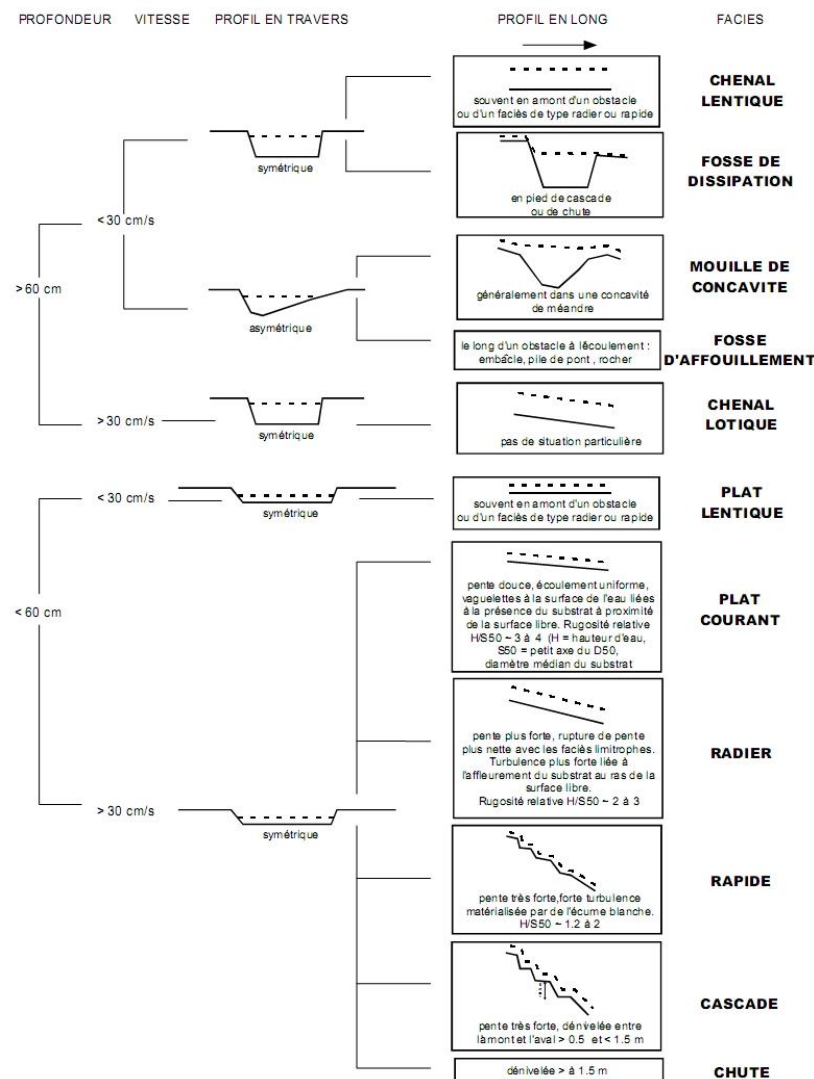 PROFONDEUR VITESSE PROFIL EN TRAVERS PROFIL EN LONG FACIES
souvent en amont d'un obstacle
ou d'un faciès de type radier ou rapide
CHENAL
LENTIQUE
symétrique
en pied de cascade
ou de chute
FOSSE DE
DISSIPATION
< 30 cm/s
> 60 cm
asymétrique
généralement dans une concavité
de méandre
MOUILLE DE
CONCAVITE
le long d'un obstacle à lécoulement :
embâcle, pile de pont , rocher
FOSSE
D'AFFOUILLEMENT
> 30 cm/s
symétrique
pas de situation particulière
CHENAL
LOTIQUE
< 30 cm/s
symétrique
souvent en amont d'un obstacle
ou d'un faciès de type radier ou rapide
PLAT
LENTIQUE
< 60 cm
pente douce, écoulement uniforme,
vaguelettes à la surface de l'eau liées
à la présence du substrat à proximité
de la surface libre. Rugosité relative
H/S50 ~ 3 à 4 (H = hauteur d'eau,
S50 = petit axe du D50,
diamètre médian du substrat
PLAT
COURANT
pente plus forte, rupture de pente
plus nette avec les faciès limitrophes.
Turbulence plus forte liée à
l'affleurement du substrat au ras de la
surface libre.
Rugosité relative H/S50 ~ 2 à 3
RADIER
> 30 cm/s
symétrique
pente très forte,forte turbulence
matérialisée par de l'écume blanche.
H/S50 ~ 1.2 à 2
RAPIDE
pente très forte, dénivelée entre
làmont et l'aval > 0.5 et < 1.5 m
CASCADE
dénivelée > à 1.5 m
CHUTE